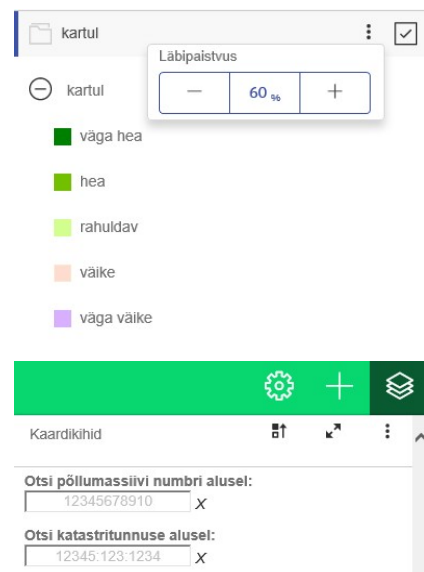 kartul
Läbipaistvus
60 %
kartul
väga hea
hea
rahuldav
väike
väga väike
Kaardikihid
Otsi põllumassiivi numbri alusel:
12345678910 X
Otsi katastritunnuse alusel:
12345:123:1234 X